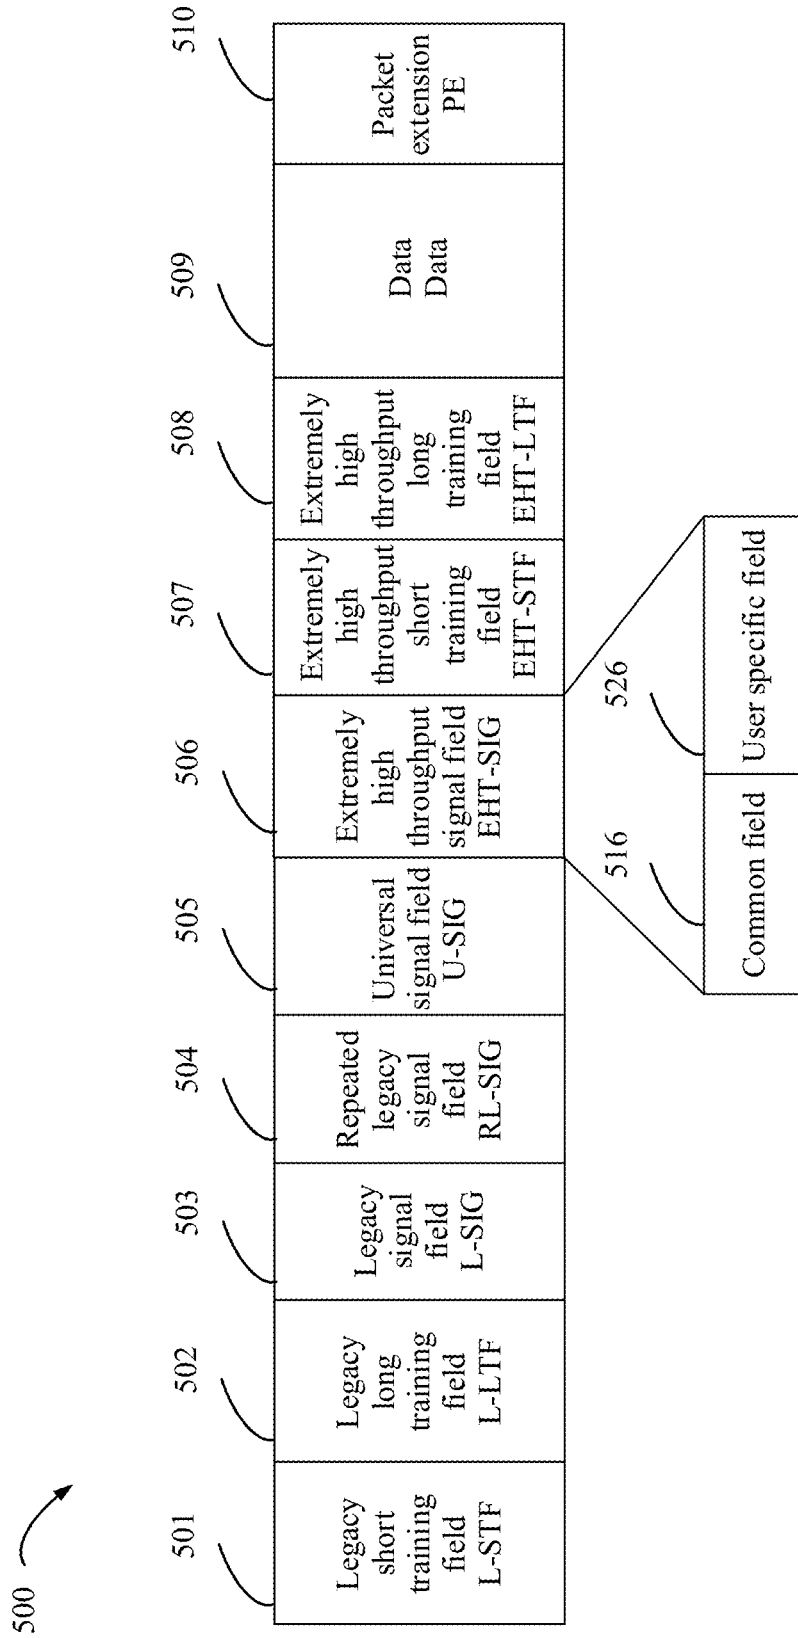 500
501
502
503
504
505
506
507
508
509
510
Legacy
short
training
field
L-STF
Legacy
long
training
field
L-LTF
Legacy
signal
field
L-SIG
Repeated
legacy
signal
field
RL-SIG
Universal
signal field
U-SIG
Extremely
high
throughput
signal field
EHT-SIG
Extremely
high
throughput
short
training
field
EHT-STF
Extremely
high
throughput
long
training
field
EHT-LTF
Data
Data
Packet
extension
PE
516
526
Common field
User specific field